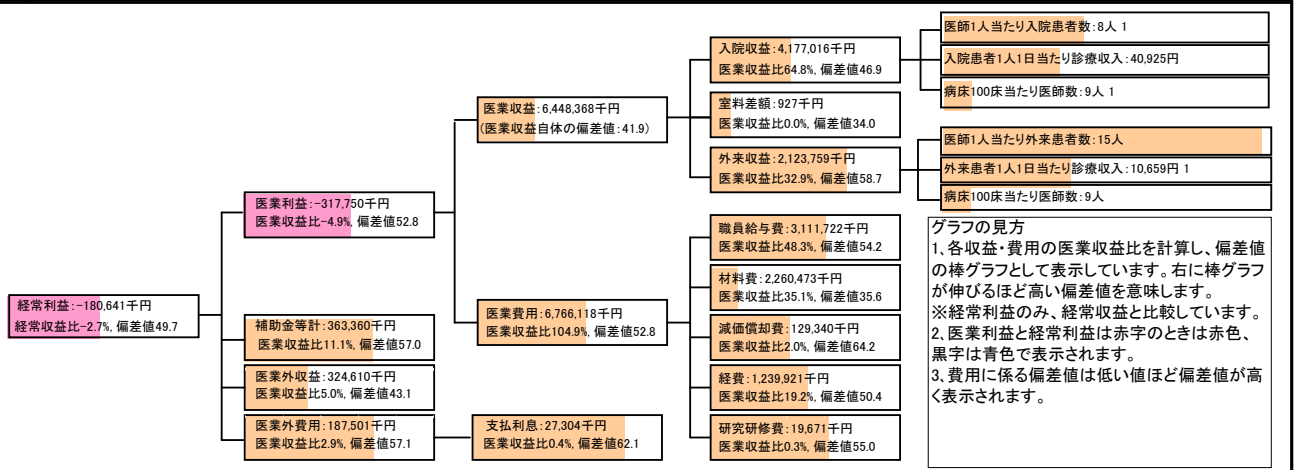 経常利益:-180,641千円
経常収益比-2.7%, 偏差値49.7
医業利益:-317,750千円
医業収益比-4.9%, 偏差値52.8
補助金等計:363,360千円
医業収益比11.1%, 偏差値57.0
医業外収益:324,610千円
医業収益比5.0%, 偏差値43.1
医業外費用:187,501千円
医業収益比2.9%, 偏差値57.1
医業収益:6,448,368千円
(医業収益自体の偏差値:41.9)
医業費用:6,766,118千円
医業収益比104.9%, 偏差値52.8
支払利息:27,304千円
医業収益比0.4%, 偏差値62.1
入院収益:4,177,016千円
医業収益比64.8%, 偏差値46.9
室料差額:927千円
医業収益比0.0%, 偏差値34.0
外来収益:2,123,759千円
医業収益比32.9%, 偏差値58.7
職員給与費:3,111,722千円
医業収益比48.3%, 偏差値54.2
材料費:2,260,473千円
医業収益比35.1%, 偏差値35.6
減価償却費:129,340千円
医業収益比2.0%, 偏差値64.2
経費:1,239,921千円
医業収益比19.2%, 偏差値50.4
研究研修費:19,671千円
医業収益比0.3%, 偏差値55.0
医師1人当たり入院患者数:8人 1
入院患者1人1日当たり診療収入:40,925円
病床100床当たり医師数:9人 1
医師1人当たり外来患者数:15人
外来患者1人1日当たり診療収入:10,659円 1
病床100床当たり医師数:9人
グラフの見方
1、各収益・費用の医業収益比を計算し、偏差値
の棒グラフとして表示しています。右に棒グラフ
が伸びるほど高い偏差値を意味します。
※経常利益のみ、経常収益と比較しています。
2、医業利益と経常利益は赤字のときは赤色、
黒字は青色で表示されます。
3、費用に係る偏差値は低い値ほど偏差値が高
く表示されます。